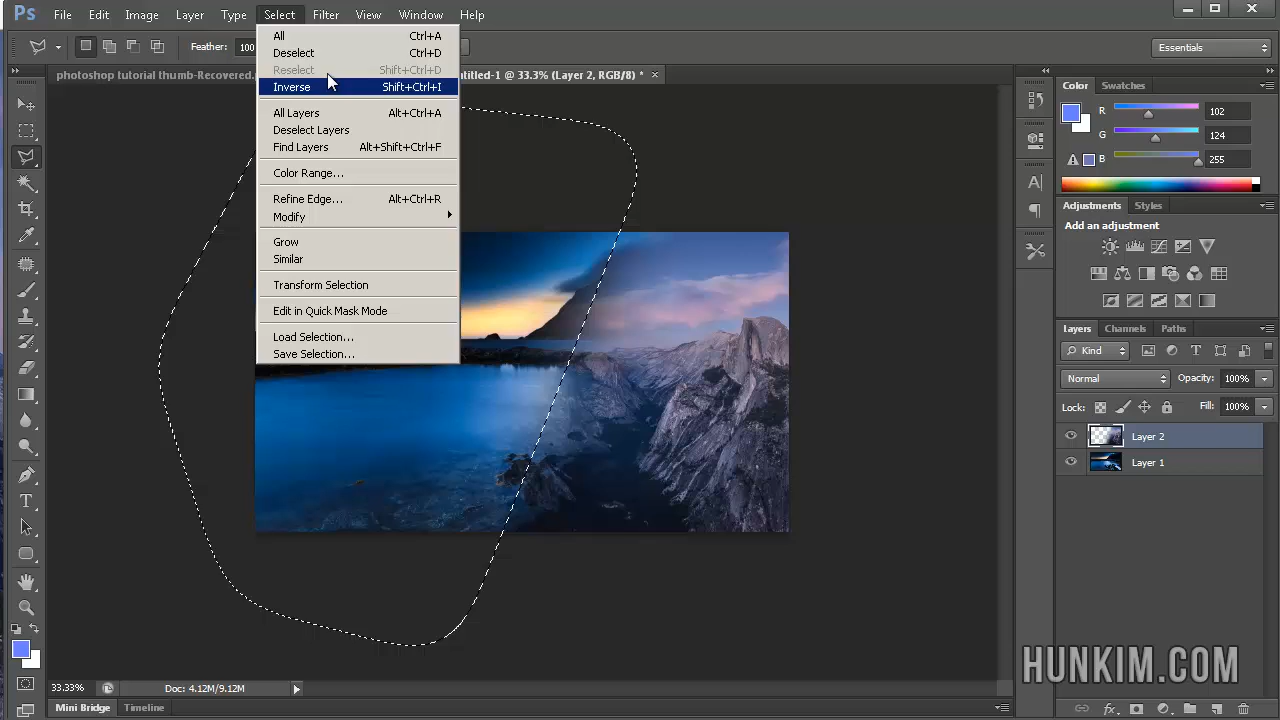 Ps File Edit Image Layer Type Select Filter View Window Help
Feather: 100
Essentials
photoshop tutorial thumb-Recovered.
ntitled-1 @ 33.3% (Layer 2, RGB/8) *
All Ctrl+A
Deselect Ctrl+D
Reselect Shift+Ctrl+D
Inverse Shift+Ctrl+I
All Layers Alt+Ctrl+A
Deselect Layers
Find Layers Alt+Shift+Ctrl+F
Color Range...
Refine Edge... Alt+Ctrl+R
Modify
Grow
Similar
Transform Selection
Edit in Quick Mask Mode
Load Selection...
Save Selection...
Color Swatches
R 102
G 124
B 255
Adjustments Styles
Add an adjustment
Layers Channels Paths
Kind
Normal Opacity: 100%
Lock: Fill: 100%
Layer 2
Layer 1
HUNKIM.COM
33.33% Doc: 4.12M/9.12M
Mini Bridge Timeline